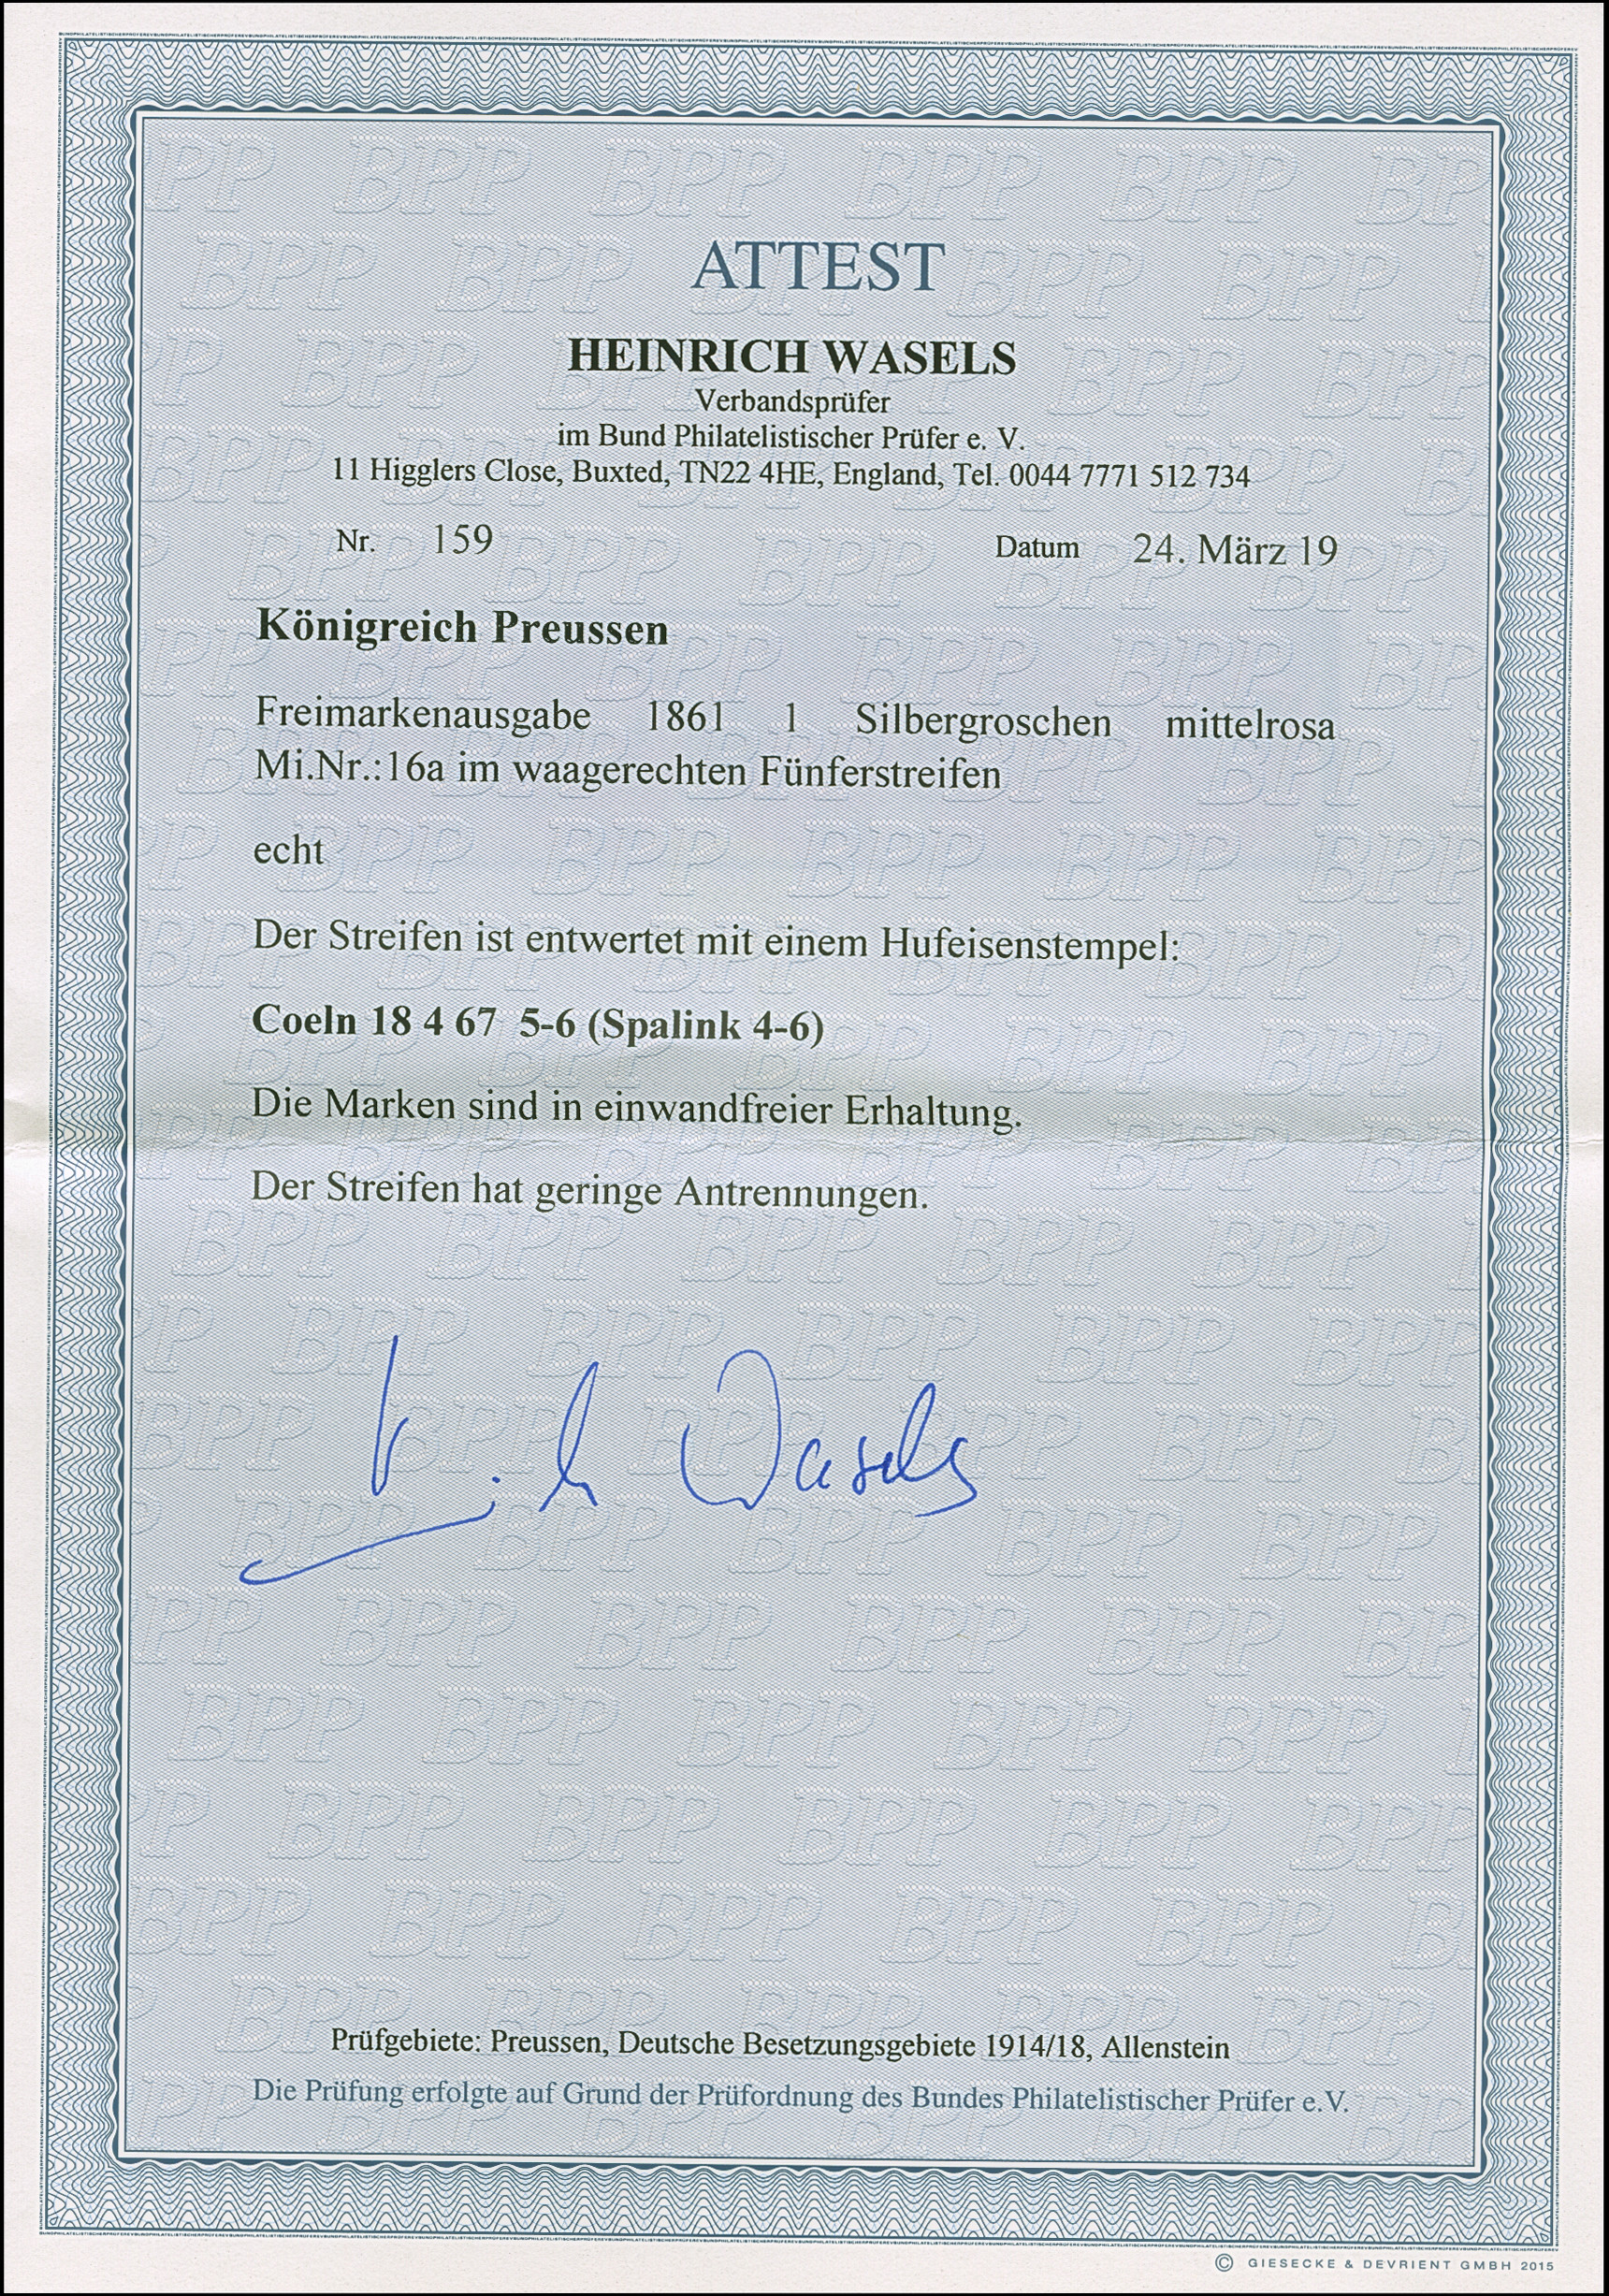 ATTEST
HEINRICH WASELS
Verbandsprüfer
im Bund Philatelistischer Prüfer e. V.
11 Higglers Close, Buxted, TN22 4HE, England, Tel. 0044 7771 512 734
Nr. 159 Datum 24. März 19
Königreich Preussen
Freimarkenausgabe 1861 1 Silbergroschen mittelrosa
Mi.Nr.:16a im waagerechten Fünferstreifen
echt
Der Streifen ist entwertet mit einem Hufeisenstempel:
Coeln 18 4 67 5-6 (Spalink 4-6)
Die Marken sind in einwandfreier Erhaltung.
Der Streifen hat geringe Antrennungen.
Wasels
Prüfgebiete: Preussen, Deutsche Besetzungsgebiete 1914/18, Allenstein
Die Prüfung erfolgte auf Grund der Prüfordnung des Bundes Philatelistischer Prüfer e.V.
© GIESECKE & DEVRIENT GMBH 2015